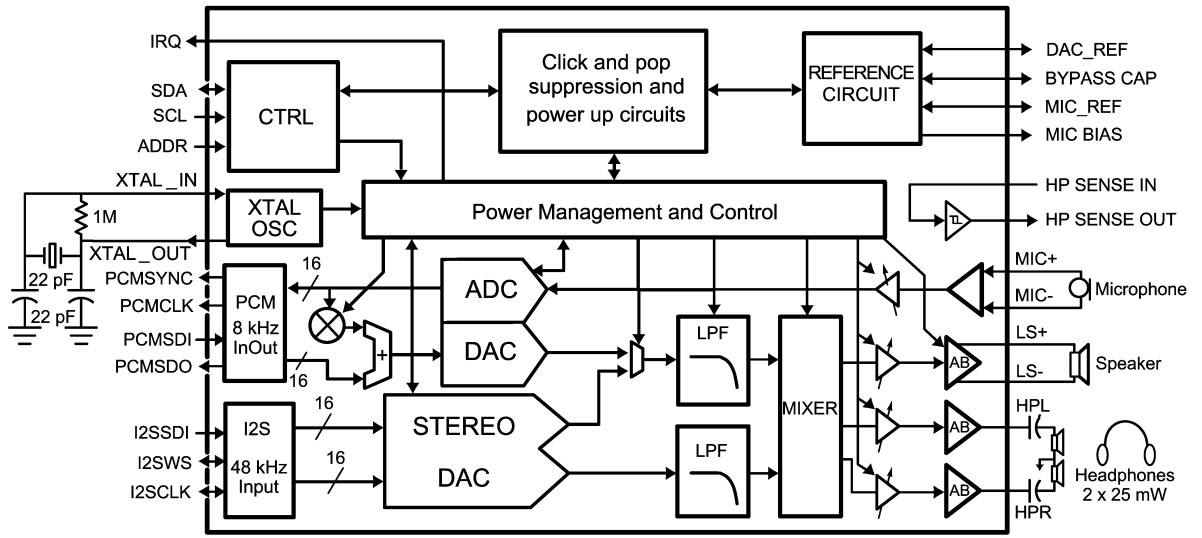 IRQ
SDA
SCL
ADDR
CTRL
Click and pop
suppression and
power up circuits
REFERENCE
CIRCUIT
DAC_REF
BYPASS CAP
MIC_REF
MIC BIAS
XTAL_IN
1M
XTAL_OUT
22 pF
22 pF
XTAL
OSC
Power Management and Control
HP SENSE IN
HP SENSE OUT
PCMSYNC
PCMCLK
PCMSDI
PCMSDO
PCM
8 kHz
InOut
16
16
+
ADC
DAC
LPF
MIC+
MIC-
Microphone
LS+
LS-
AB
Speaker
I2SSDI
I2SWS
I2SCLK
I2S
48 kHz
Input
16
16
STEREO
DAC
LPF
MIXER
AB
AB
HPL
HPR
Headphones
2 x 25 mW